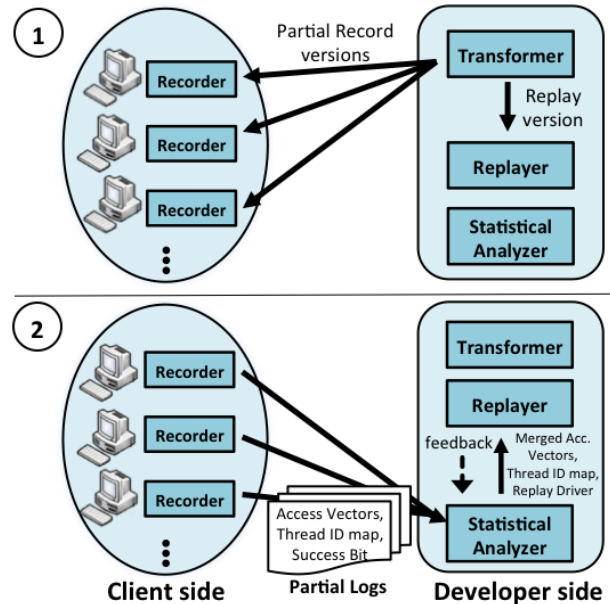 1
Partial Record
versions
Transformer
Recorder
Replay
version
Recorder
Replayer
Recorder
Statistical
Analyzer
2
Recorder
Transformer
Recorder
Replayer
feedback
Merged Acc.
Vectors,
Thread ID map,
Replay Driver
Recorder
Access Vectors,
Thread ID map,
Success Bit
Statistical
Analyzer
Client side
Partial Logs
Developer side